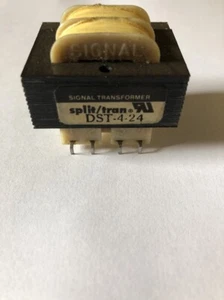 SIGNAL
SIGNAL TRANSFORMER
split/tran®
DST-4-24